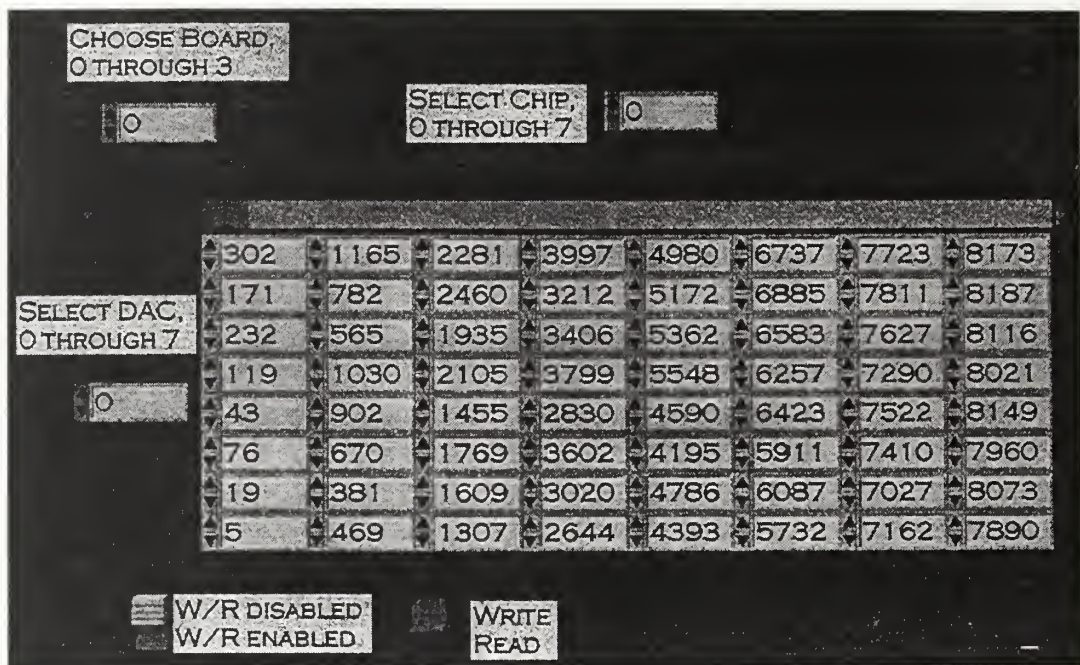 CHOOSE BOARD,
0 THROUGH 3
0
SELECT CHIP,
0 THROUGH 7
0
302 1165 2281 3997 4980 6737 7723 8173
171 782 2460 3212 5172 6885 7811 8187
SELECT DAC,
0 THROUGH 7
232 565 1935 3406 5362 6583 7627 8116
119 1030 2105 3799 5548 6257 7290 8021
0
43 902 1455 2830 4590 6423 7522 8149
76 670 1769 3602 4195 5911 7410 7960
19 381 1609 3020 4786 6087 7027 8073
5 469 1307 2644 4393 5732 7162 7890
W/R DISABLED
W/R ENABLED
WRITE
READ